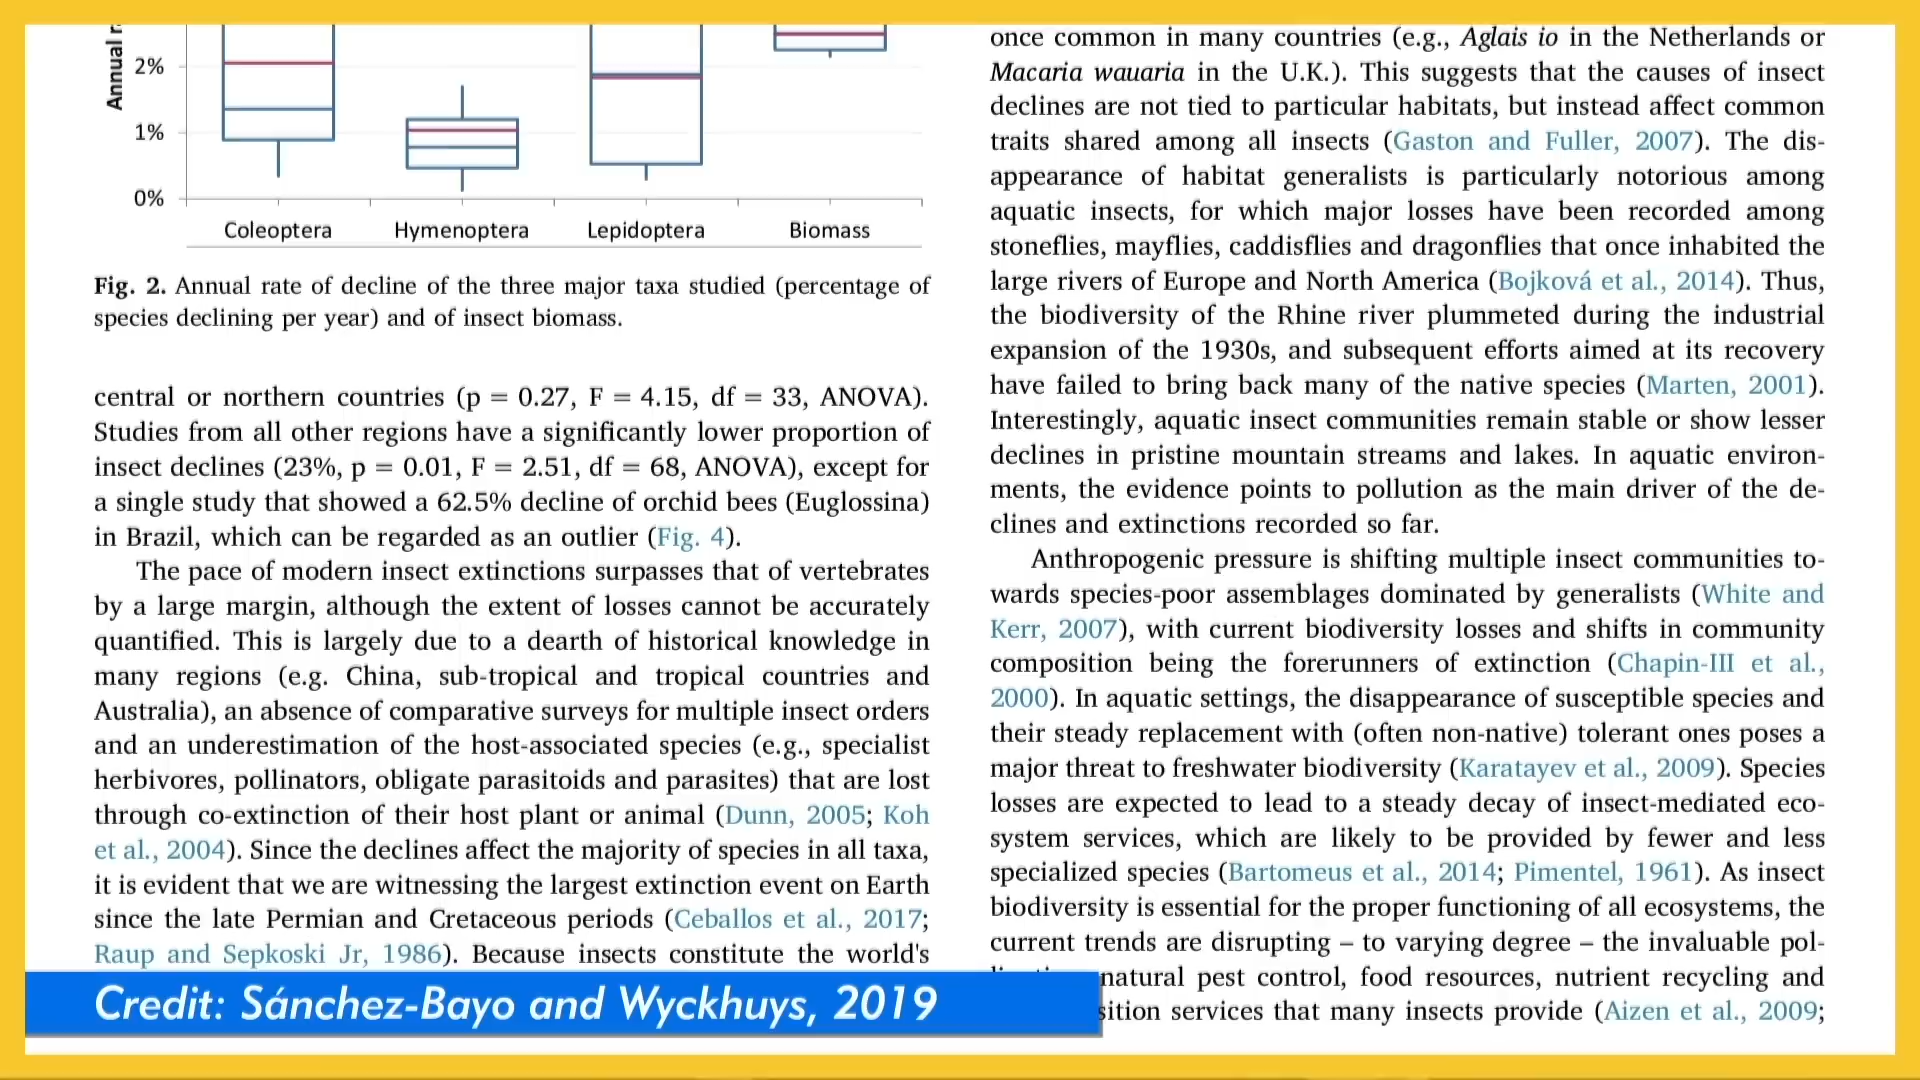 Annual
2%
1%
0%
Coleoptera Hymenoptera Lepidoptera Biomass
Fig. 2. Annual rate of decline of the three major taxa studied (percentage of
species declining per year) and of insect biomass.
central or northern countries (p = 0.27, F = 4.15, df = 33, ANOVA).
Studies from all other regions have a significantly lower proportion of
insect declines (23%, p = 0.01, F = 2.51, df = 68, ANOVA), except for
a single study that showed a 62.5% decline of orchid bees (Euglossina)
in Brazil, which can be regarded as an outlier (Fig. 4).
The pace of modern insect extinctions surpasses that of vertebrates
by a large margin, although the extent of losses cannot be accurately
quantified. This is largely due to a dearth of historical knowledge in
many regions (e.g. China, sub-tropical and tropical countries and
Australia), an absence of comparative surveys for multiple insect orders
and an underestimation of the host-associated species (e.g., specialist
herbivores, pollinators, obligate parasitoids and parasites) that are lost
through co-extinction of their host plant or animal (Dunn, 2005; Koh
et al., 2004). Since the declines affect the majority of species in all taxa,
it is evident that we are witnessing the largest extinction event on Earth
since the late Permian and Cretaceous periods (Ceballos et al., 2017;
Raup and Sepkoski Jr, 1986). Because insects constitute the world's
once common in many countries (e.g., Aglais io in the Netherlands or
Macaria wauaria in the U.K.). This suggests that the causes of insect
declines are not tied to particular habitats, but instead affect common
traits shared among all insects (Gaston and Fuller, 2007). The dis-
appearance of habitat generalists is particularly notorious among
aquatic insects, for which major losses have been recorded among
stoneflies, mayflies, caddisflies and dragonflies that once inhabited the
large rivers of Europe and North America (Bojková et al., 2014). Thus,
the biodiversity of the Rhine river plummeted during the industrial
expansion of the 1930s, and subsequent efforts aimed at its recovery
have failed to bring back many of the native species (Marten, 2001).
Interestingly, aquatic insect communities remain stable or show lesser
declines in pristine mountain streams and lakes. In aquatic environ-
ments, the evidence points to pollution as the main driver of the de-
clines and extinctions recorded so far.
Anthropogenic pressure is shifting multiple insect communities to-
wards species-poor assemblages dominated by generalists (White and
Kerr, 2007), with current biodiversity losses and shifts in community
composition being the forerunners of extinction (Chapin-III et al.,
2000). In aquatic settings, the disappearance of susceptible species and
their steady replacement with (often non-native) tolerant ones poses a
major threat to freshwater biodiversity (Karatayev et al., 2009). Species
losses are expected to lead to a steady decay of insect-mediated eco-
system services, which are likely to be provided by fewer and less
specialized species (Bartomeus et al., 2014; Pimentel, 1961). As insect
biodiversity is essential for the proper functioning of all ecosystems, the
current trends are disrupting – to varying degree – the invaluable pol-
natural pest control, food resources, nutrient recycling and
sition services that many insects provide (Aizen et al., 2009;
Credit: Sánchez-Bayo and Wyckhuys, 2019